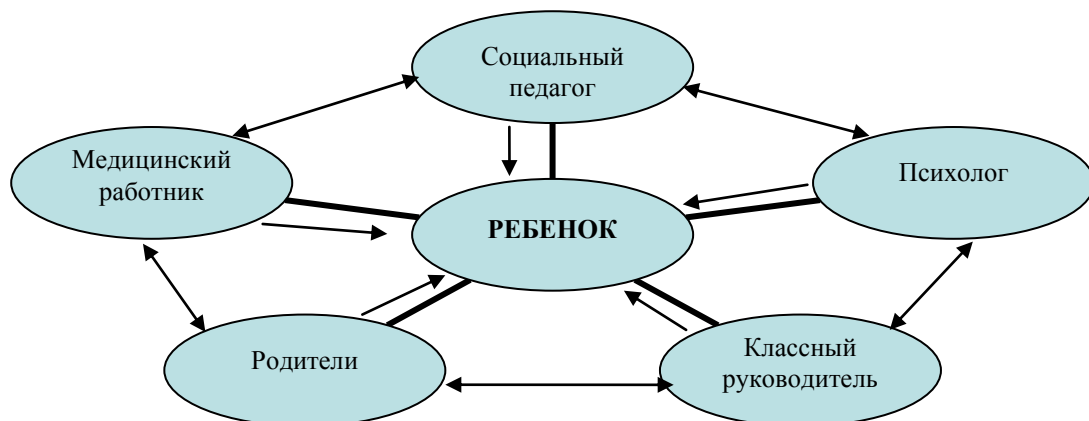 Социальный
педагог
Медицинский
работник
Психолог
РЕБЕНОК
Родители
Классный
руководитель